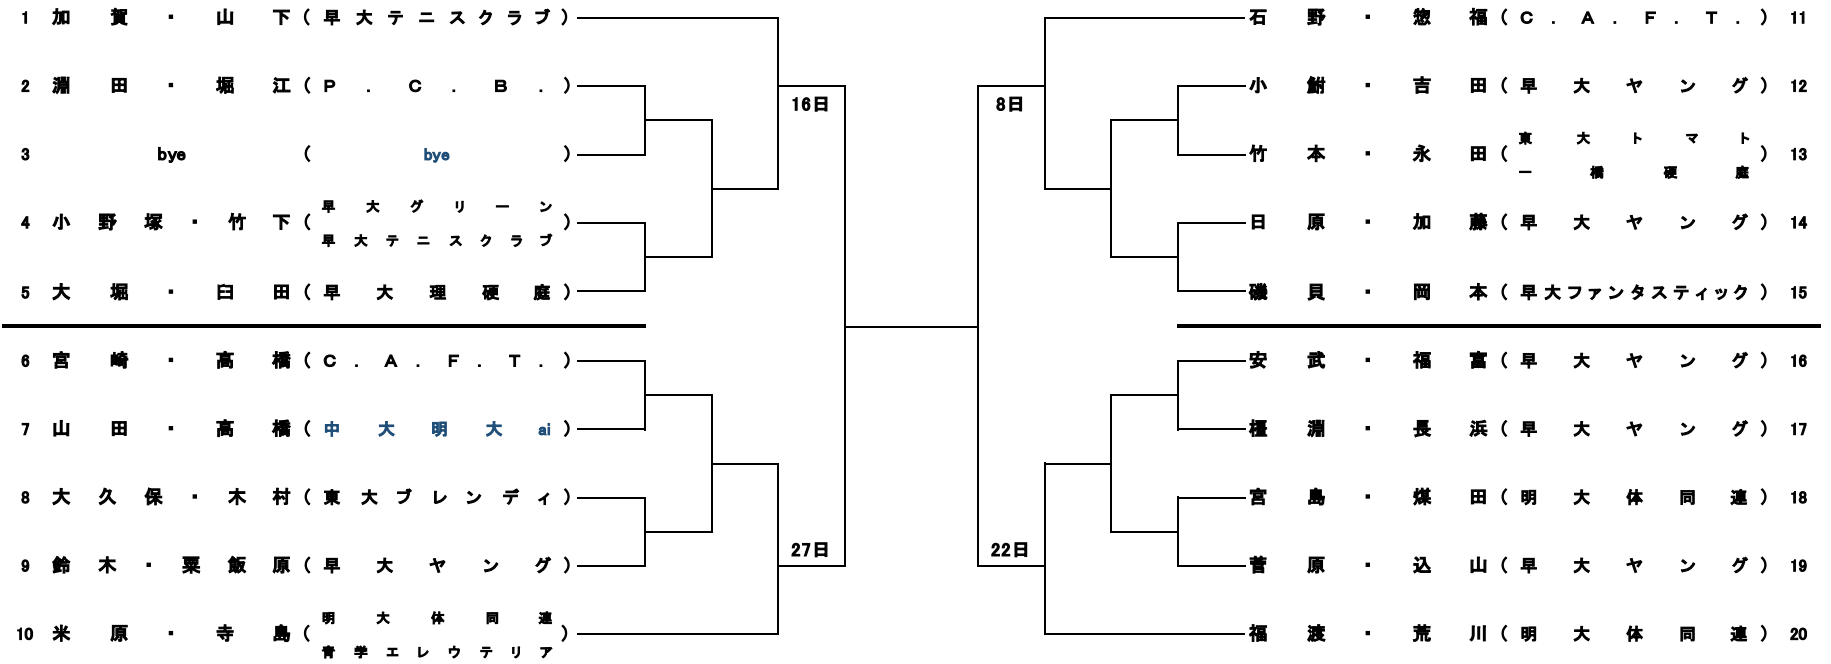 1 加賀・山下(早大テニスクラブ)
2 淵田・堀江(P.C.B.)
3 bye(bye)
4 小野塚・竹下(早大グリーン
早大テニスクラブ)
5 大堀・臼田(早大理硬庭)
6 宮崎・高橋(C.A.F.T.)
7 山田・高橋(中大明大ai)
8 大久保・木村(東大ブレンディ)
9 鈴木・粟飯原(早大ヤング)
10 米原・寺島(明大体同連
青学エレウテリア)
16日
27日
8日
22日
石野・惣福(C.A.F.T.) 11
小鮒・吉田(早大ヤング) 12
竹本・永田(東大トマト
一橋硬庭) 13
日原・加藤(早大ヤング) 14
磯貝・岡本(早大ファンタスティック) 15
安武・福富(早大ヤング) 16
橿淵・長浜(早大ヤング) 17
宮島・煤田(明大体同連) 18
菅原・込山(早大ヤング) 19
福渡・荒川(明大体同連) 20